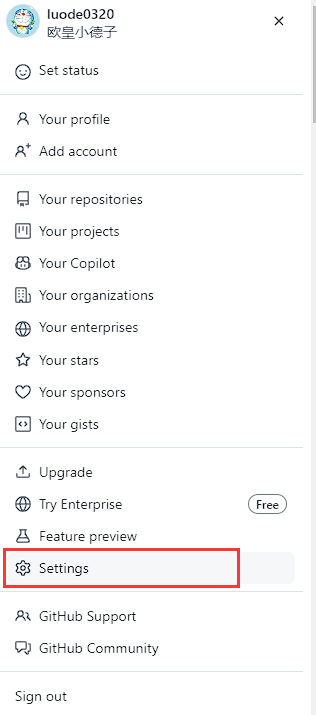 luode0320
欧皇小德子
Set status
Your profile
Add account
Your repositories
Your projects
Your Copilot
Your organizations
Your enterprises
Your stars
Your sponsors
Your gists
Upgrade
Try Enterprise Free
Feature preview
Settings
GitHub Support
GitHub Community
Sign out